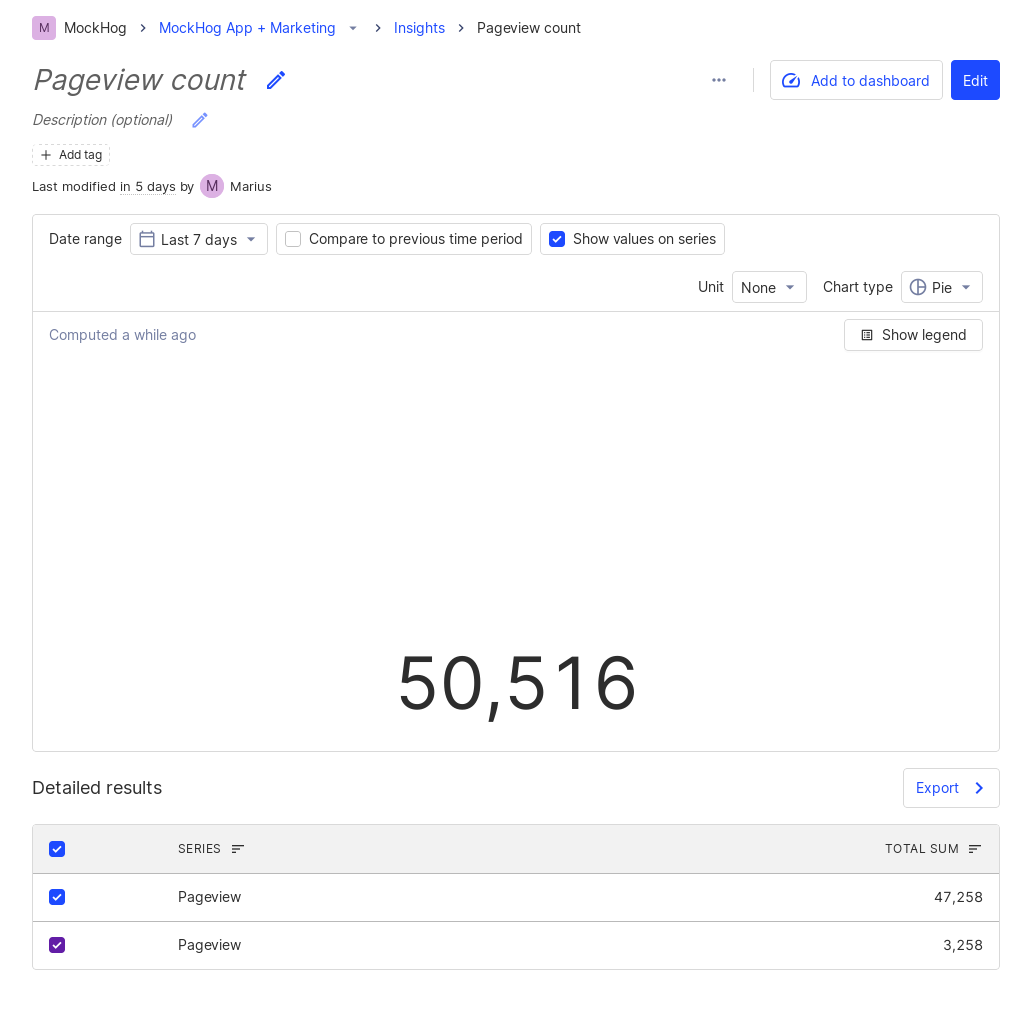 M MockHog MockHog App + Marketing Insights Pageview count
Pageview count
Add to dashboard Edit
Description (optional)
Add tag
Last modified in 5 days by M Marius
Date range Last 7 days Compare to previous time period Show values on series
Unit None Chart type Pie
Computed a while ago Show legend
50,516
Detailed results Export
SERIES TOTAL SUM
Pageview 47,258
Pageview 3,258